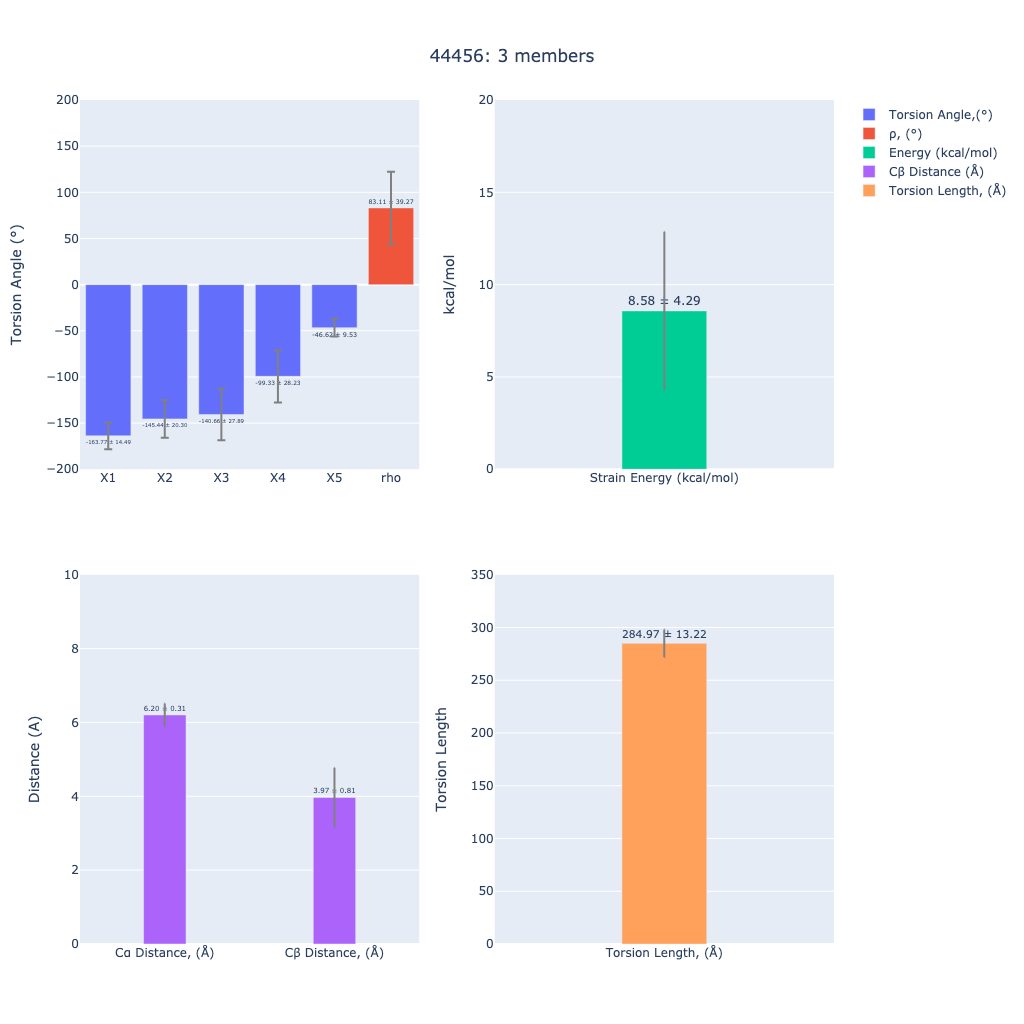 44456: 3 members
200
150
100
50
0
−50
−100
−150
−200
Torsion Angle (°)
83.11 ± 39.27
-46.62 ± 9.53
-99.33 ± 28.23
-140.66 ± 27.89
-145.44 ± 20.30
-163.77 ± 14.49
X1 X2 X3 X4 X5 rho
20
15
10
5
0
kcal/mol
8.58 ± 4.29
Strain Energy (kcal/mol)
Torsion Angle,(°)
ρ, (°)
Energy (kcal/mol)
Cβ Distance (Å)
Torsion Length, (Å)
10
8
6
4
2
0
Distance (A)
6.20 ± 0.31
3.97 ± 0.81
Cα Distance, (Å) Cβ Distance, (Å)
350
300
250
200
150
100
50
0
Torsion Length
284.97 ± 13.22
Torsion Length, (Å)